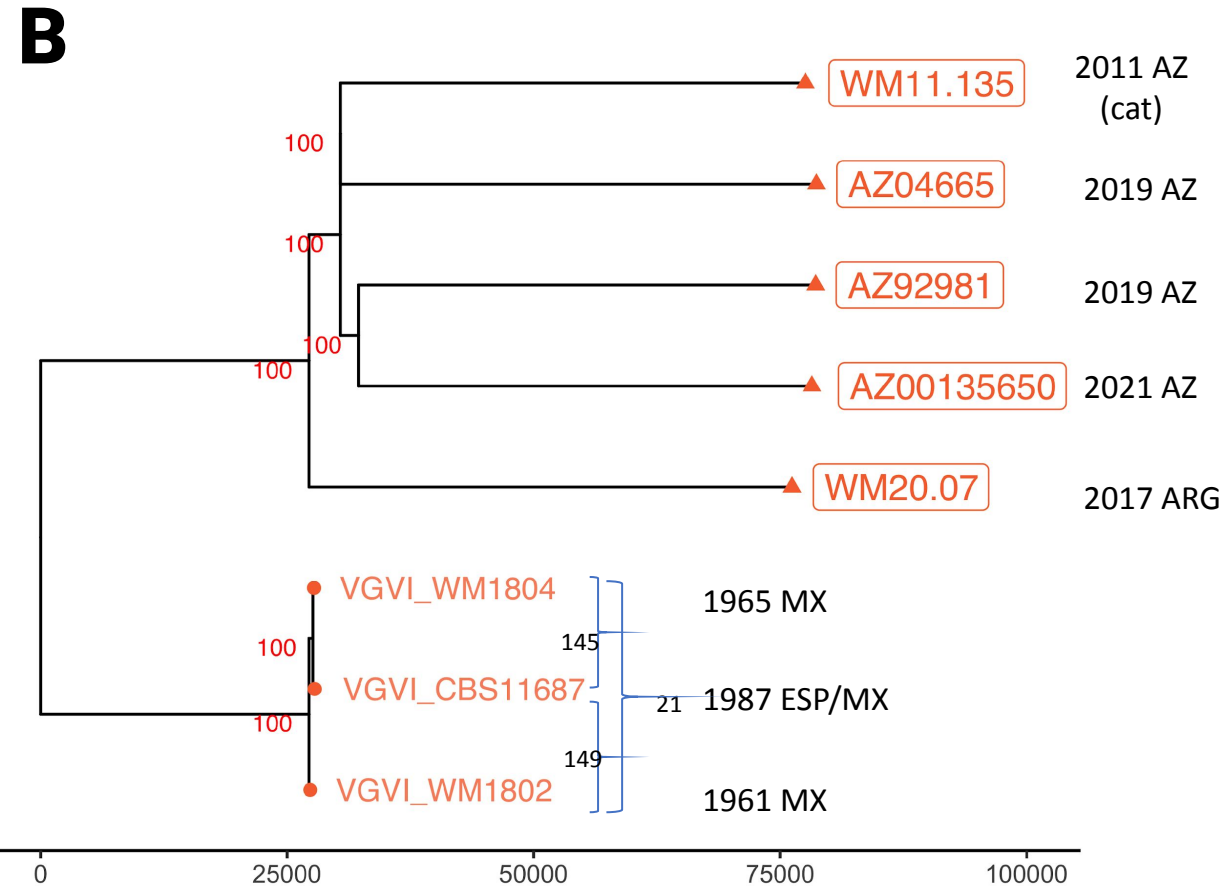 B
WM11.135
2011 AZ
(cat)
100
AZ04665
2019 AZ
100
AZ92981
2019 AZ
100
100
AZ00135650
2021 AZ
WM20.07
2017 ARG
VGVI_WM1804
1965 MX
145
100
VGVI_CBS11687
21
1987 ESP/MX
100
149
VGVI_WM1802
1961 MX
0
25000
50000
75000
100000